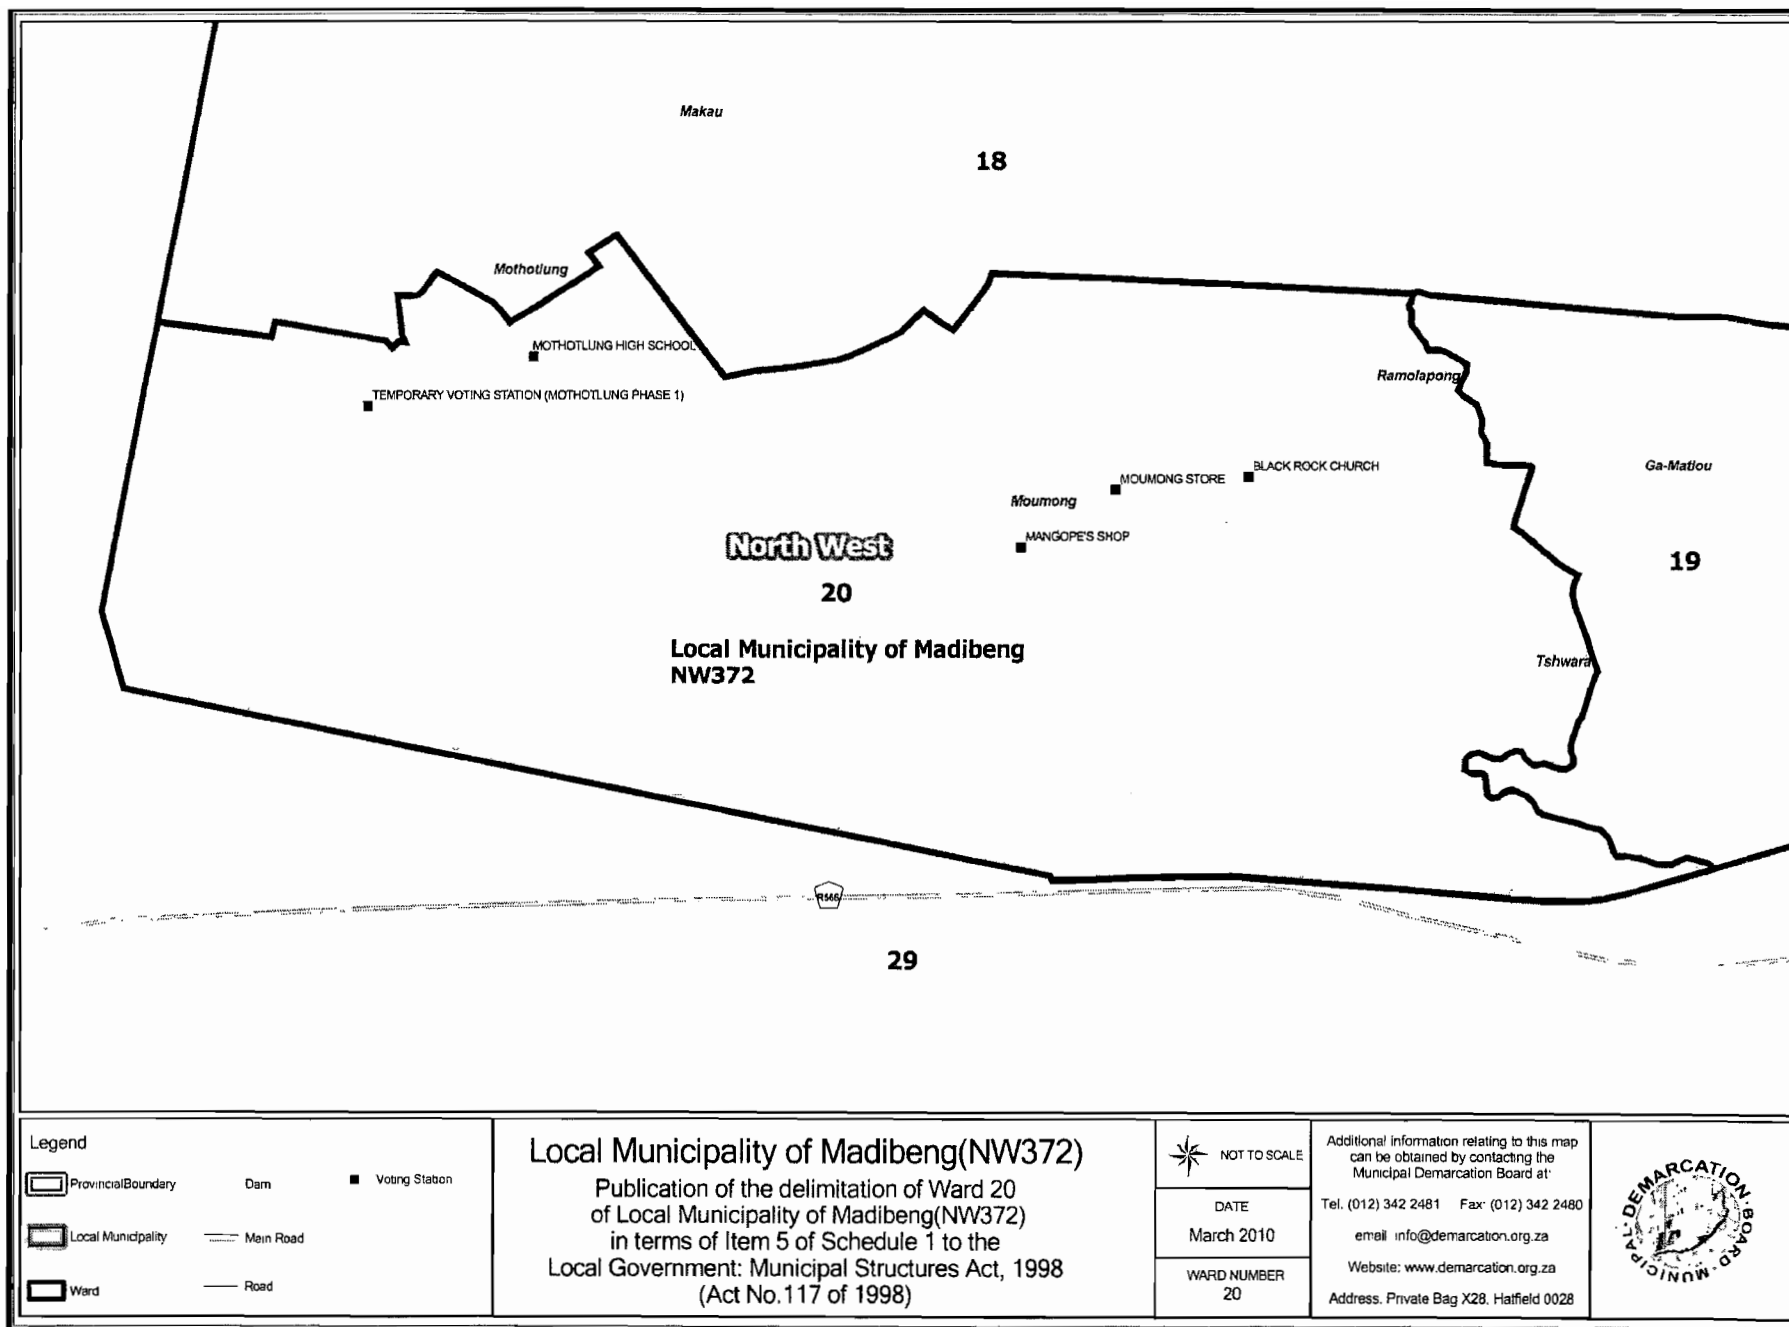 Makau
18
Mothotlung
MOTHOTLUNG HIGH SCHOOL
Ramolapong
TEMPORARY VOTING STATION (MOTHOTLUNG PHASE 1)
BLACK ROCK CHURCH
Ga-Matlou
MOUMONG STORE
Moumong
MANGOPE'S SHOP
North West
19
20
Local Municipality of Madibeng
NW372
Tshwara
R566
29
Legend
Provincial Boundary
Dam
Voting Station
Local Municipality
Main Road
Ward
Road
Local Municipality of Madibeng(NW372)
Publication of the delimitation of Ward 20
of Local Municipality of Madibeng(NW372)
in terms of Item 5 of Schedule 1 to the
Local Government: Municipal Structures Act, 1998
(Act No.117 of 1998)
NOT TO SCALE
DATE
March 2010
WARD NUMBER
20
Additional information relating to this map
can be obtained by contacting the
Municipal Demarcation Board at:
Tel. (012) 342 2481 Fax: (012) 342 2480
email info@demarcation.org.za
Website: www.demarcation.org.za
Address. Private Bag X28, Hatfield 0028
MUNICIPAL · DEMARCATION · BOARD